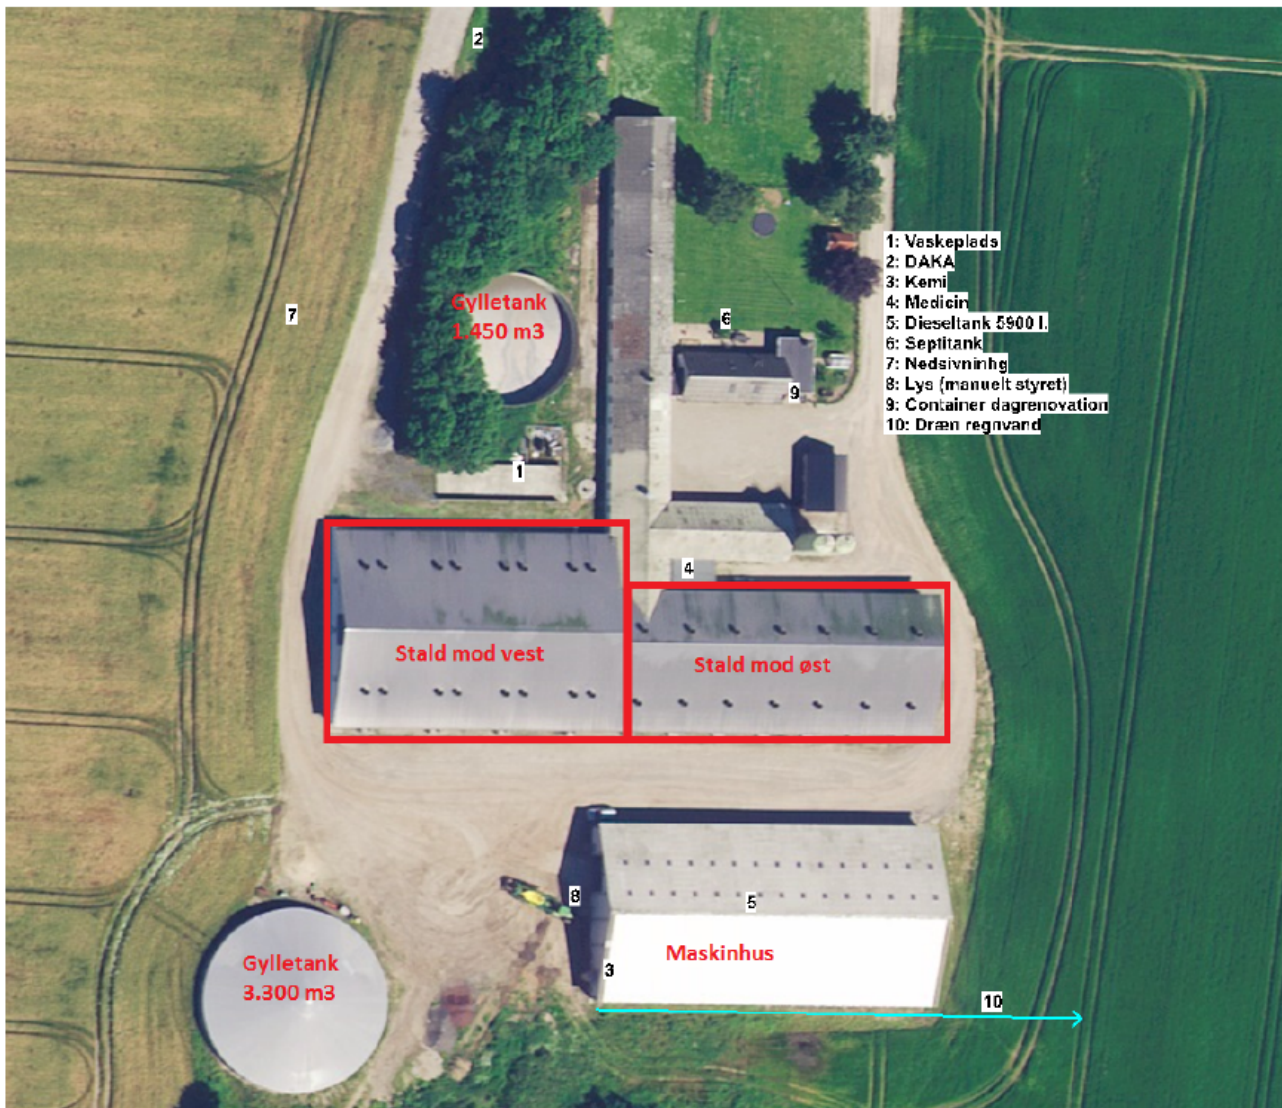 2
1: Vaskeplads
2: DAKA
3: Kemi
4: Medicin
5: Dieseltank 5900 l.
6: Septitank
7: Nedsivninhg
8: Lys (manuelt styret)
9: Container dagrenovation
10: Dræn regnvand
Gylletank
1.450 m3
7
6
9
1
4
Stald mod vest
Stald mod øst
8
5
Maskinhus
3
Gylletank
3.300 m3
10